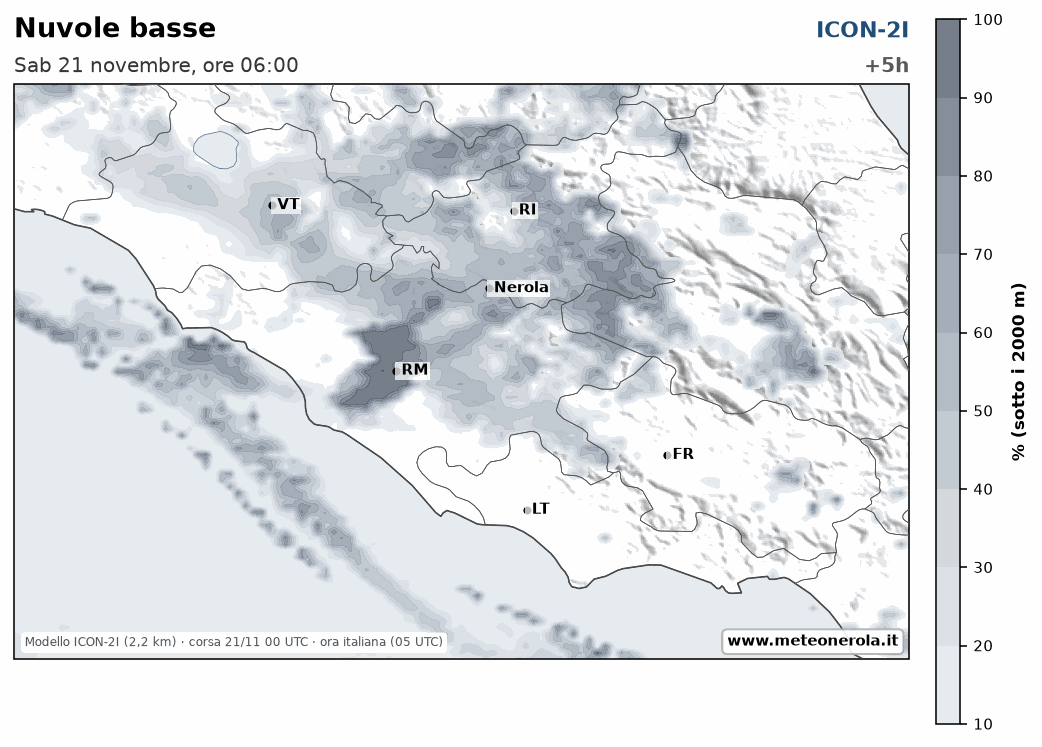 Nuvole basse
ICON-2I
Sab 21 novembre, ore 06:00
+5h
100
90
80
70
60
50
40
30
20
10
% (sotto i 2000 m)
VT
RI
Nerola
RM
FR
LT
Modello ICON-2I (2,2 km) · corsa 21/11 00 UTC · ora italiana (05 UTC)
www.meteonerola.it